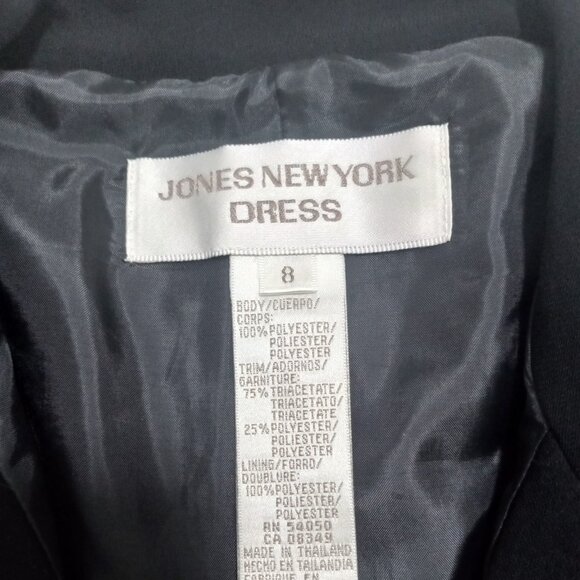 JONES NEW YORK
DRESS
8
BODY/CUERPO/
CORPS:
100% POLYESTER/
POLIESTER/
POLYESTER
TRIM/ADORNOS/
GARNITURE:
75% TRIACETATE/
TRIACETATO/
TRIACETATE
25% POLYESTER/
POLIESTER/
POLYESTER
LINING/FORRO/
DOUBLURE:
100% POLYESTER/
POLIESTER/
POLYESTER
RN 54050
CA 08349
MADE IN THAILAND
HECHO EN TAILANDIA
FABRIQUE EN